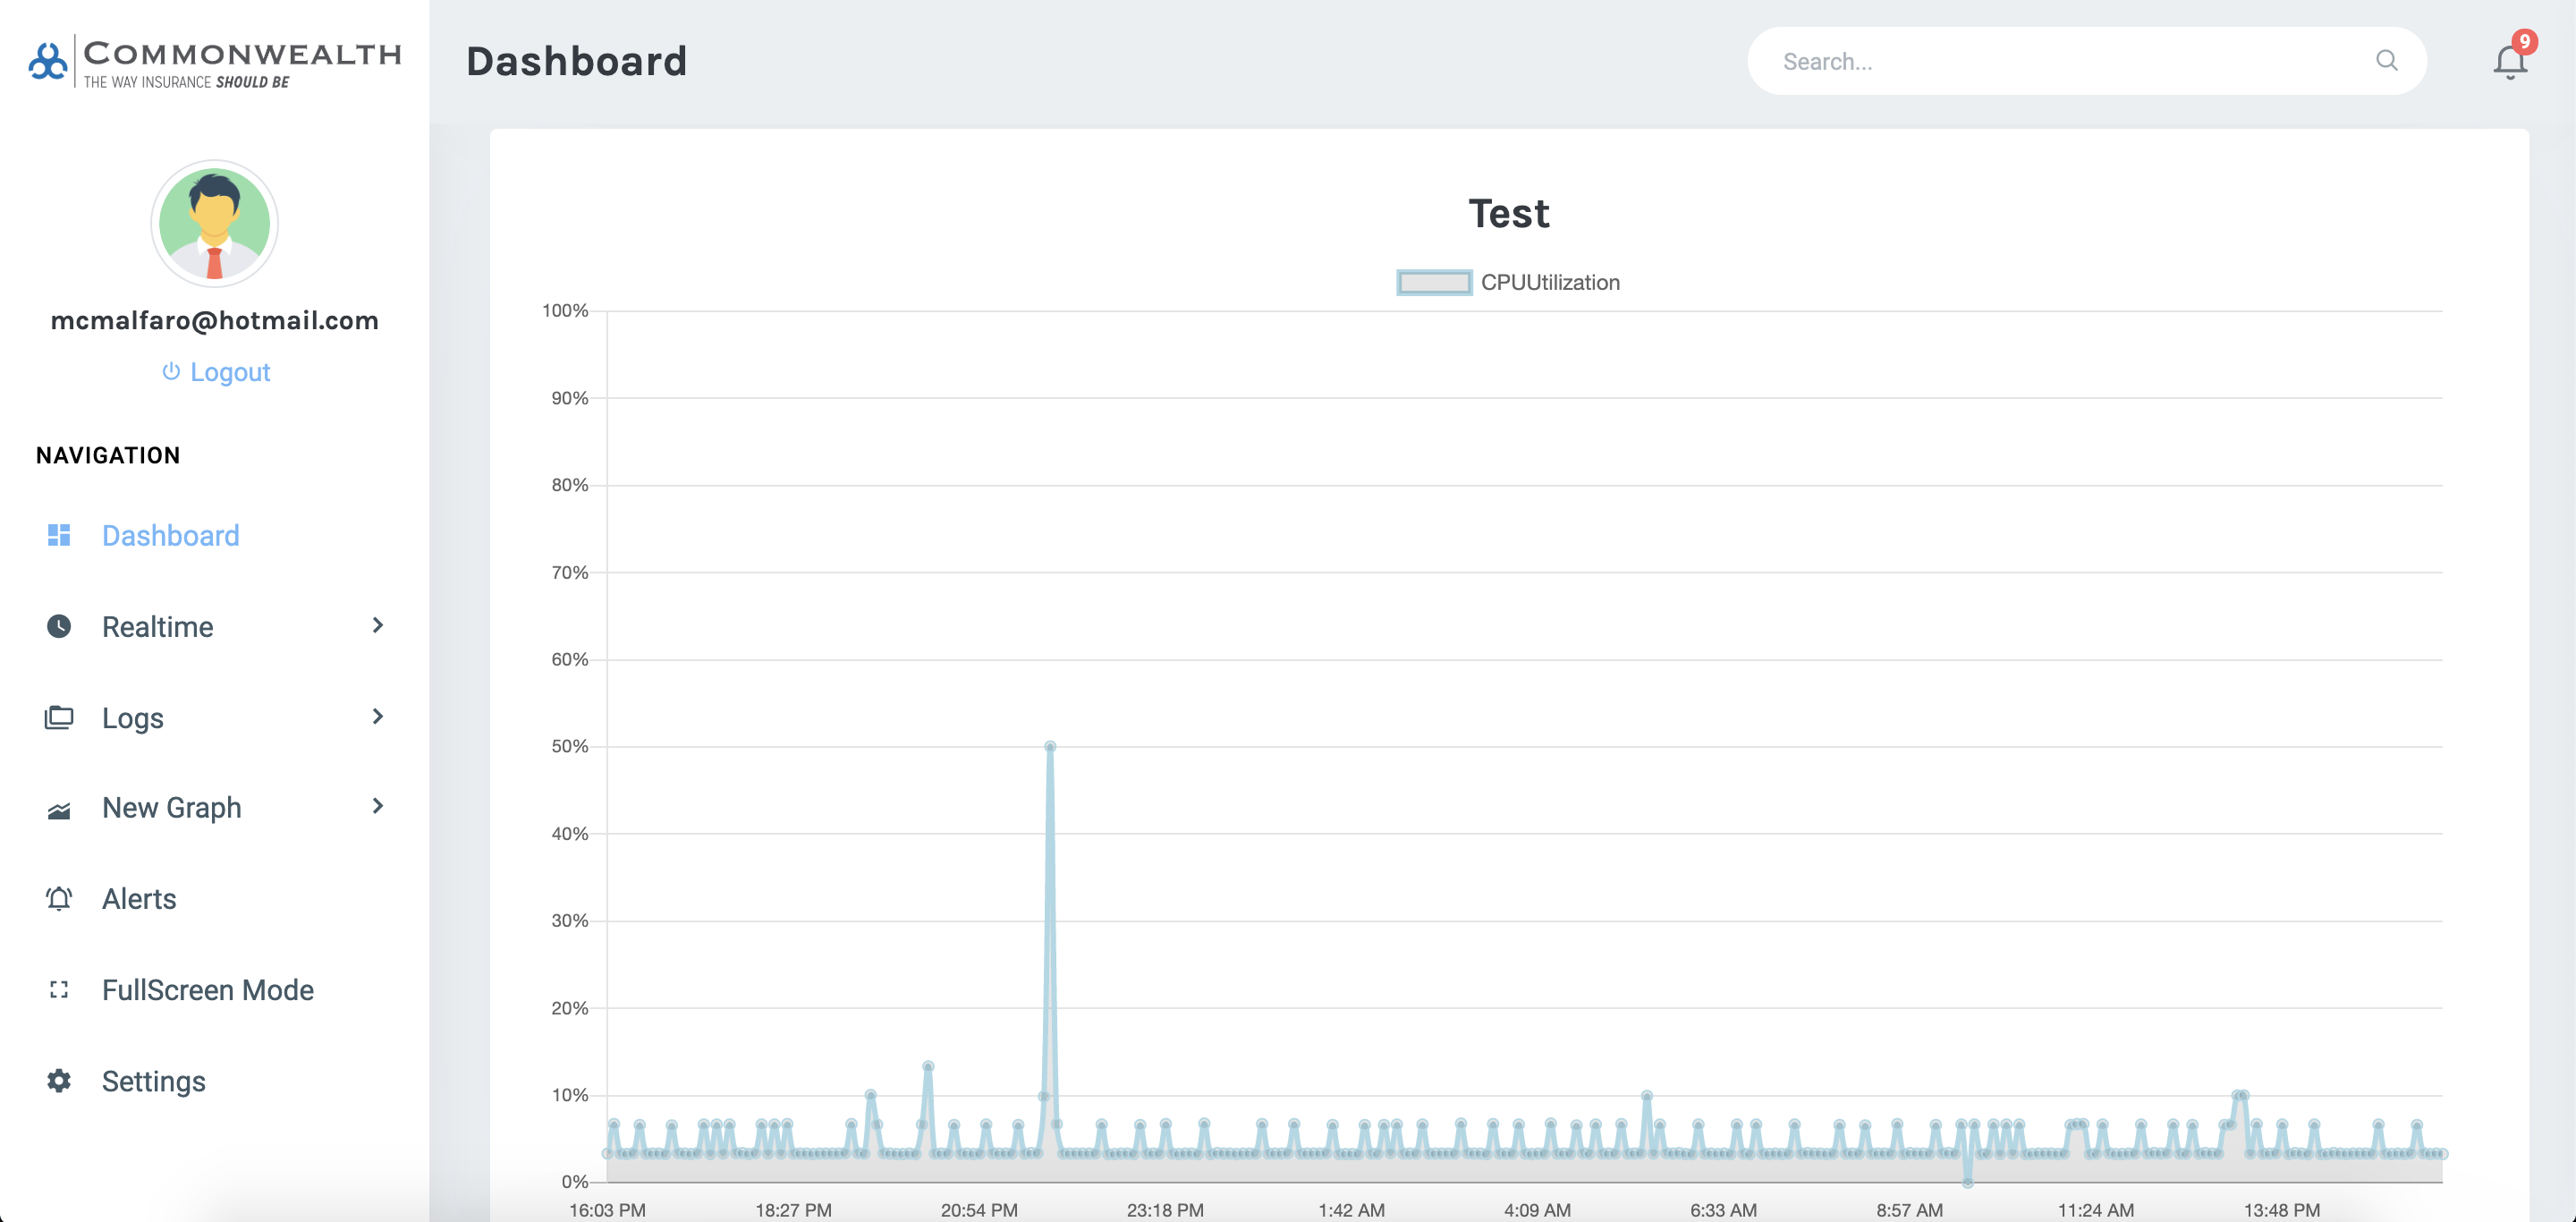 COMMONWEALTH
THE WAY INSURANCE SHOULD BE
Dashboard
Search...
9
mcmalfaro@hotmail.com
Logout
NAVIGATION
Dashboard
Realtime
Logs
New Graph
Alerts
FullScreen Mode
Settings
Test
CPUUtilization
100%
90%
80%
70%
60%
50%
40%
30%
20%
10%
0%
16:03 PM 18:27 PM 20:54 PM 23:18 PM 1:42 AM 4:09 AM 6:33 AM 8:57 AM 11:24 AM 13:48 PM